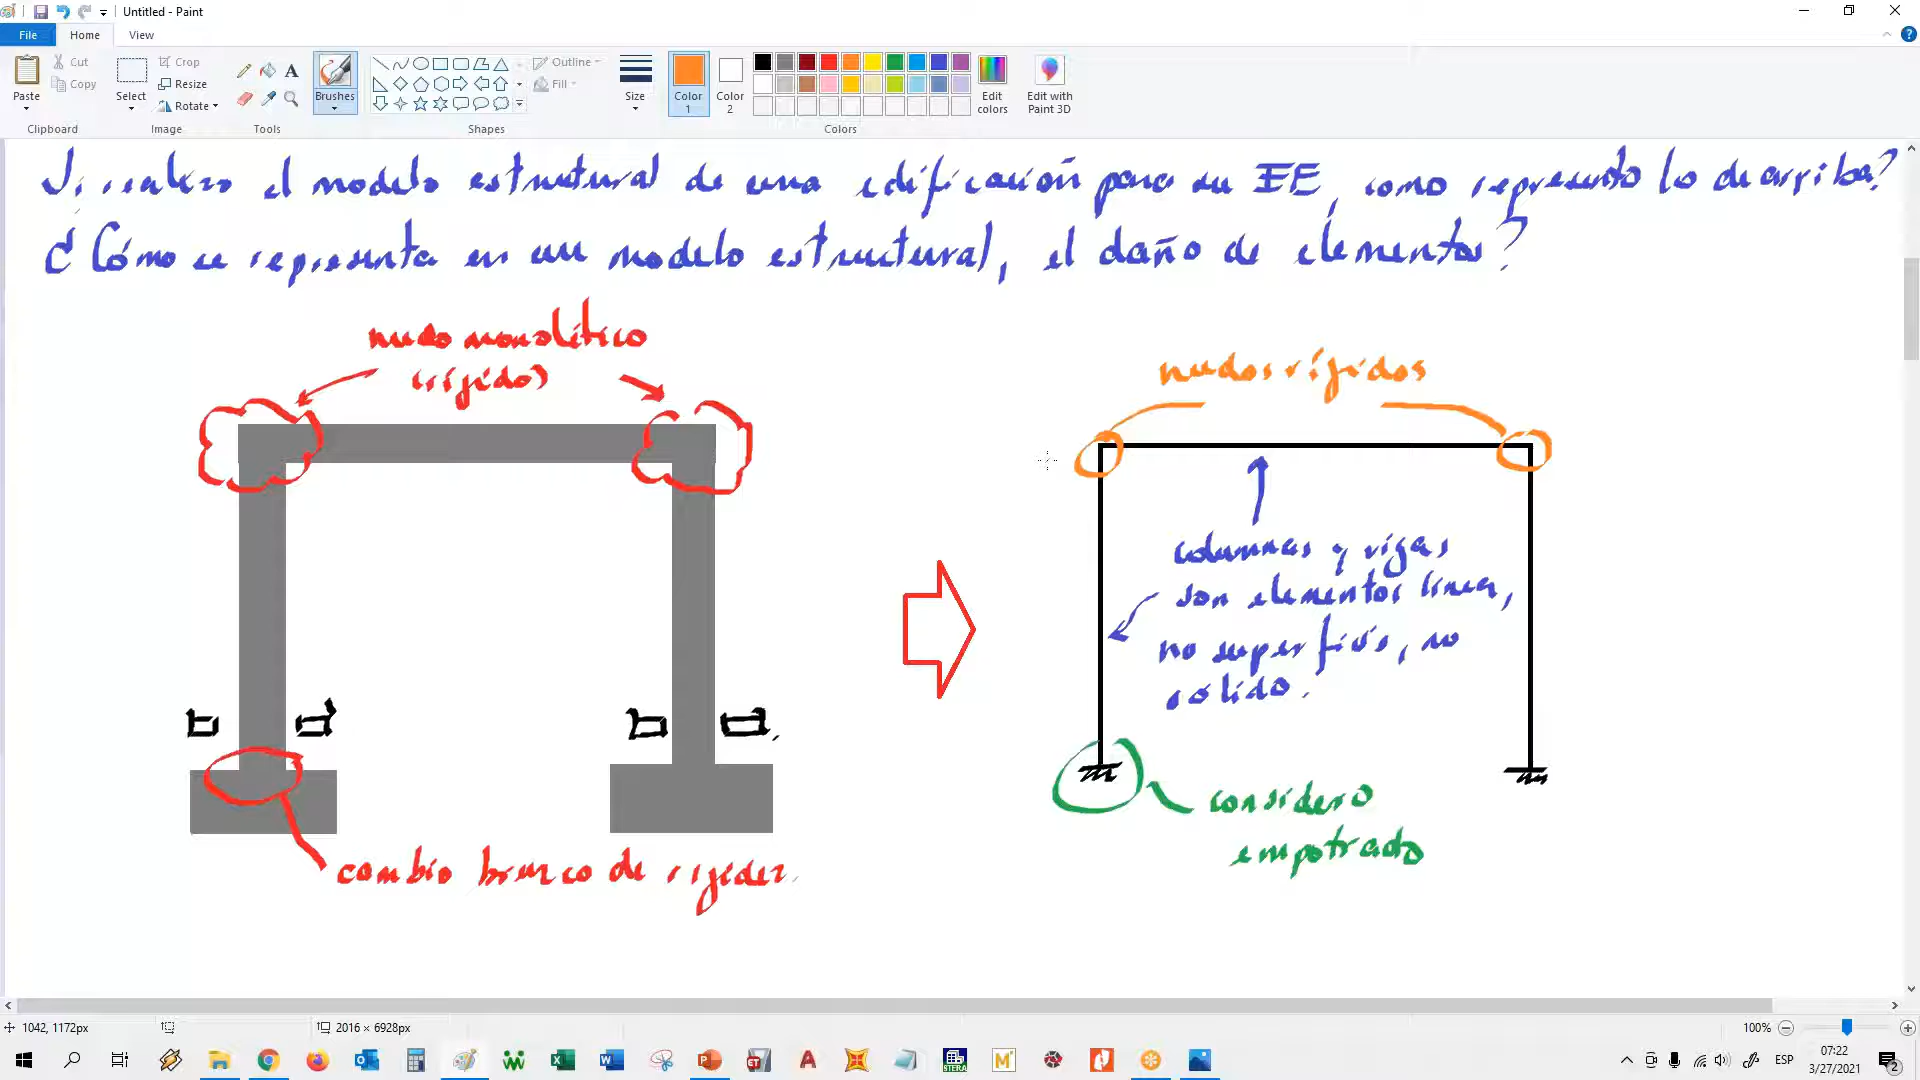 Untitled - Paint
File Home View
Cut
Copy
Paste
Clipboard
Crop
Resize
Rotate
Select
Image
Tools
Brushes
Outline
Fill
Shapes
Size
Color 1
Color 2
Edit colors
Edit with Paint 3D
Colors
Si realizo el modelo estructural de una edificación para su EE, como represento lo de arriba?
¿Cómo se representa en un modelo estructural, el daño de elementos?
nudo monolítico
(rígido)
nudos rígidos
columnas y vigas
son elementos línea,
no superficie, no
sólido.
considero
empotrado
cambio brusco de rigidez
1042, 1172px
2016 × 6928px
100%
STERA
ESP
07:22
3/27/2021
2